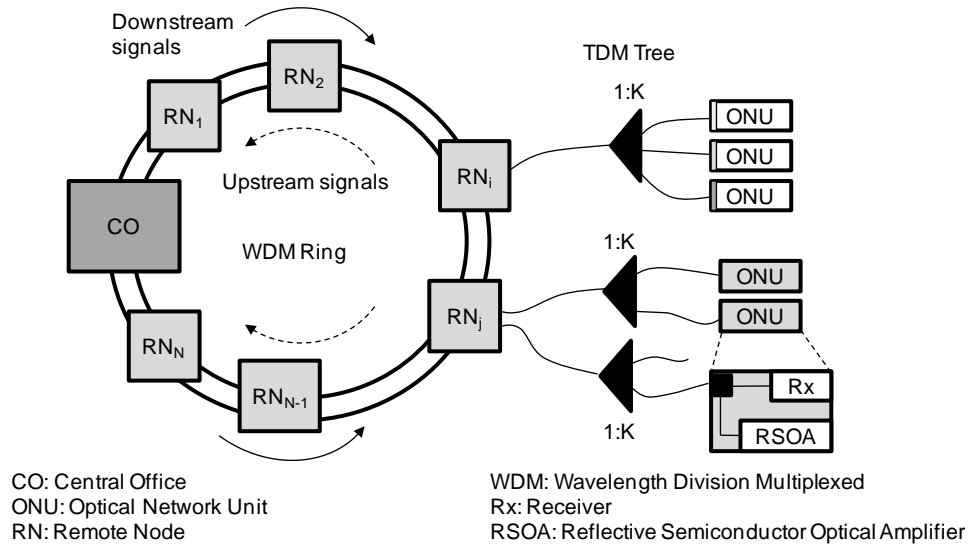 Downstream
signals
TDM Tree
RN2
1:K
RN1
ONU
ONU
ONU
RNi
Upstream signals
CO
WDM Ring
1:K
ONU
ONU
RNj
RNN
RNN-1
Rx
RSOA
1:K
CO: Central Office
ONU: Optical Network Unit
RN: Remote Node
WDM: Wavelength Division Multiplexed
Rx: Receiver
RSOA: Reflective Semiconductor Optical Amplifier